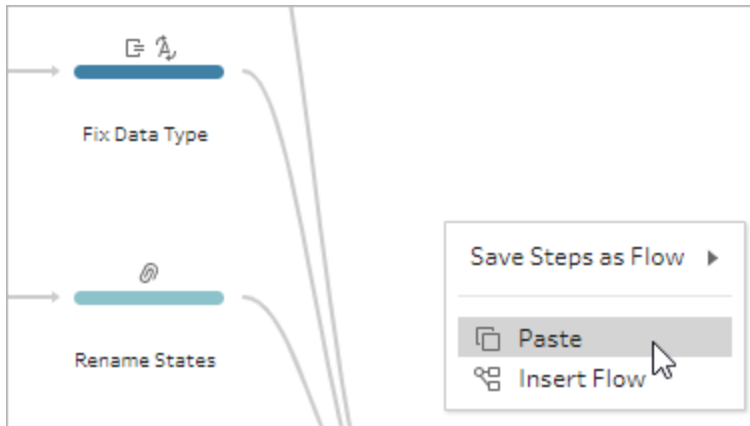 Fix Data Type
Save Steps as Flow
Paste
Rename States
Insert Flow